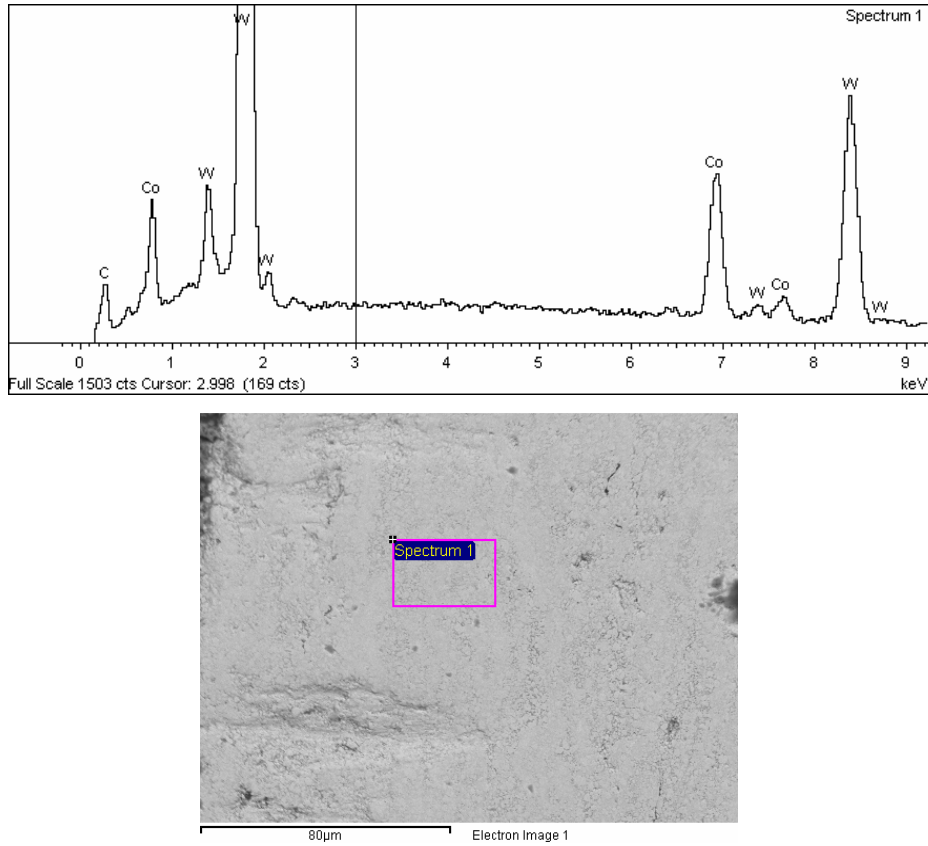 Spectrum 1
W
W
Co
Co
W
W
C
W
Co
W
0 1 2 3 4 5 6 7 8 9
Full Scale 1503 cts Cursor: 2.998 (169 cts) keV
Spectrum 1
80µm Electron Image 1